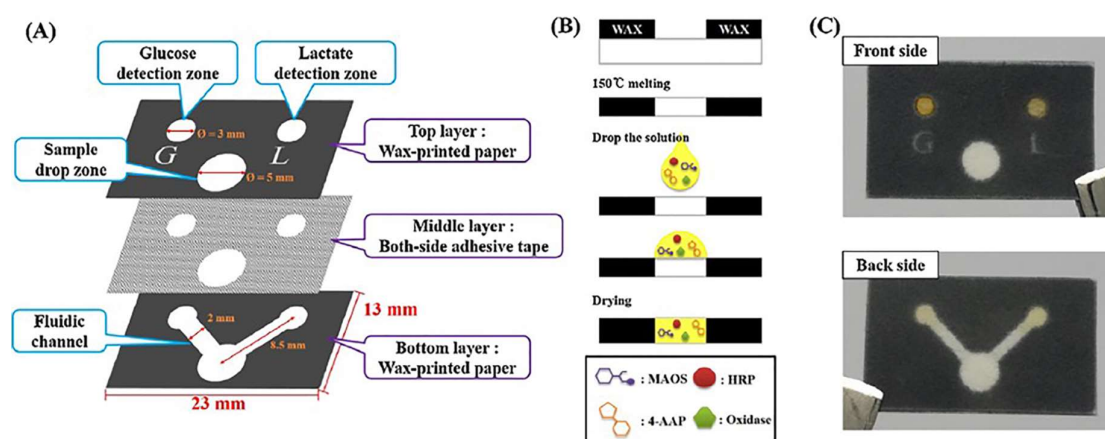 (A)
Glucose
detection zone
Lactate
detection zone
Ø = 3 mm
G
L
Top layer :
Wax-printed paper
Sample
drop zone
Ø = 5 mm
Middle layer :
Both-side adhesive tape
Fluidic
channel
2 mm
8.5 mm
13 mm
Bottom layer :
Wax-printed paper
23 mm
(B)
WAX
WAX
150℃ melting
Drop the solution
Drying
: MAOS
: HRP
: 4-AAP
: Oxidase
(C)
Front side
G
L
Back side